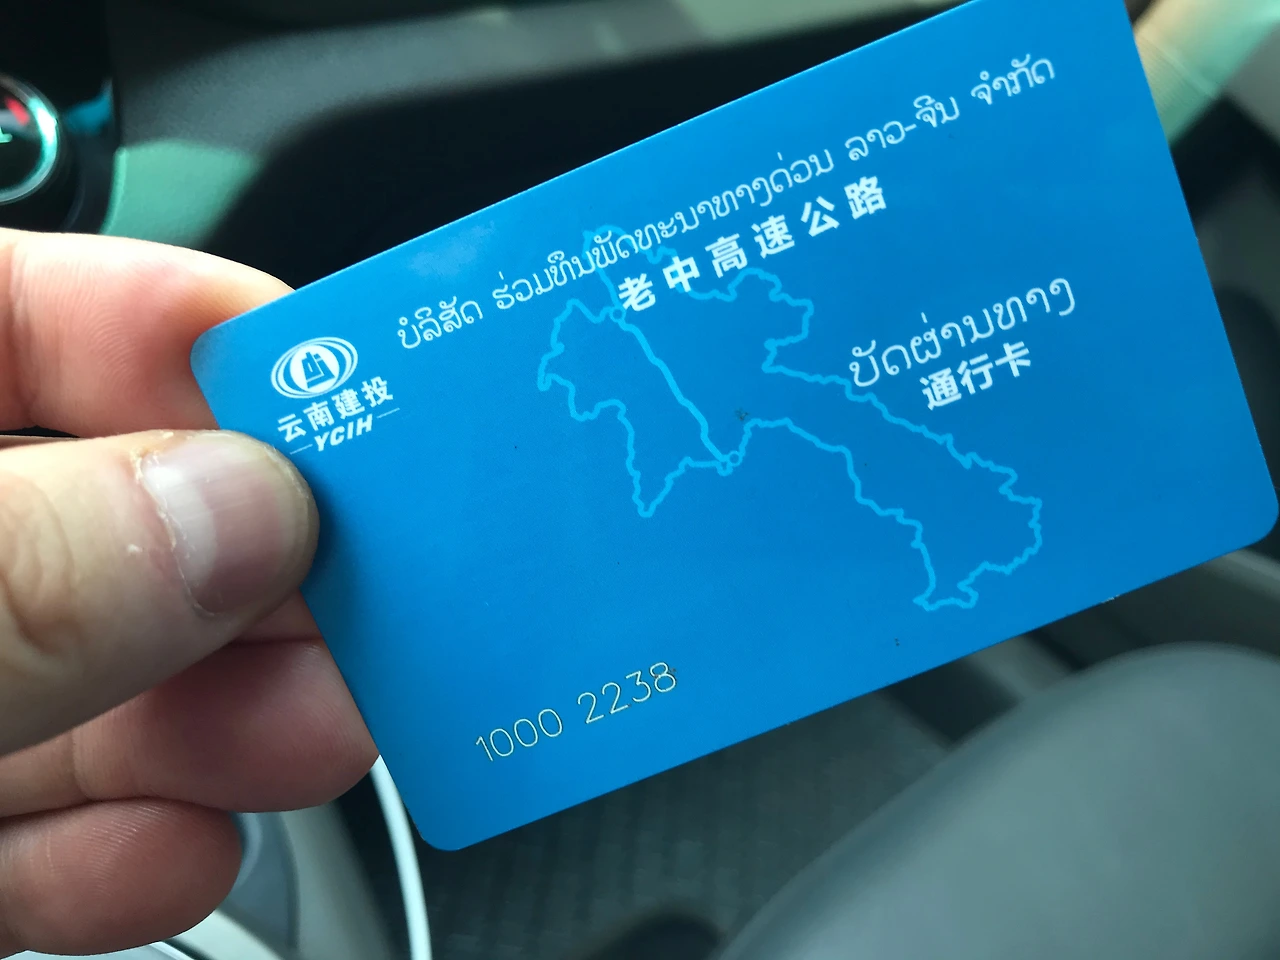 ບໍລິສັດ ຮ່ວມທຶນພັດທະນາທາງດ່ວນ ລາວ-ຈີນ ຈຳກັດ
老中高速公路
云南建投
YCIH
ບັດຜ່ານທາງ
通行卡
1000 2238